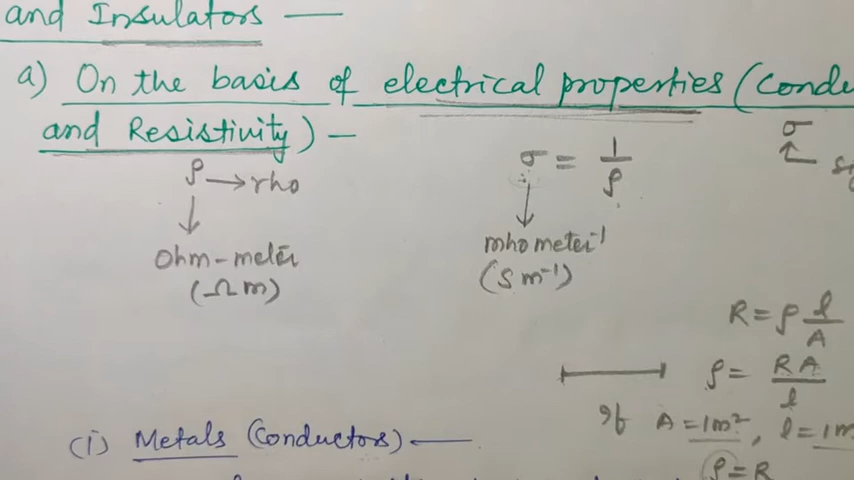 and Insulators —
a) On the basis of electrical properties (Condu
and Resistivity) —
ρ → rho
Ohm-meter
(Ωm)
σ = 1/ρ
mho meter⁻¹
(S m⁻¹)
σ
R = ρ l/A
ρ = RA/l
If A = 1m², l = 1m
ρ = R
(i) Metals (Conductors) —